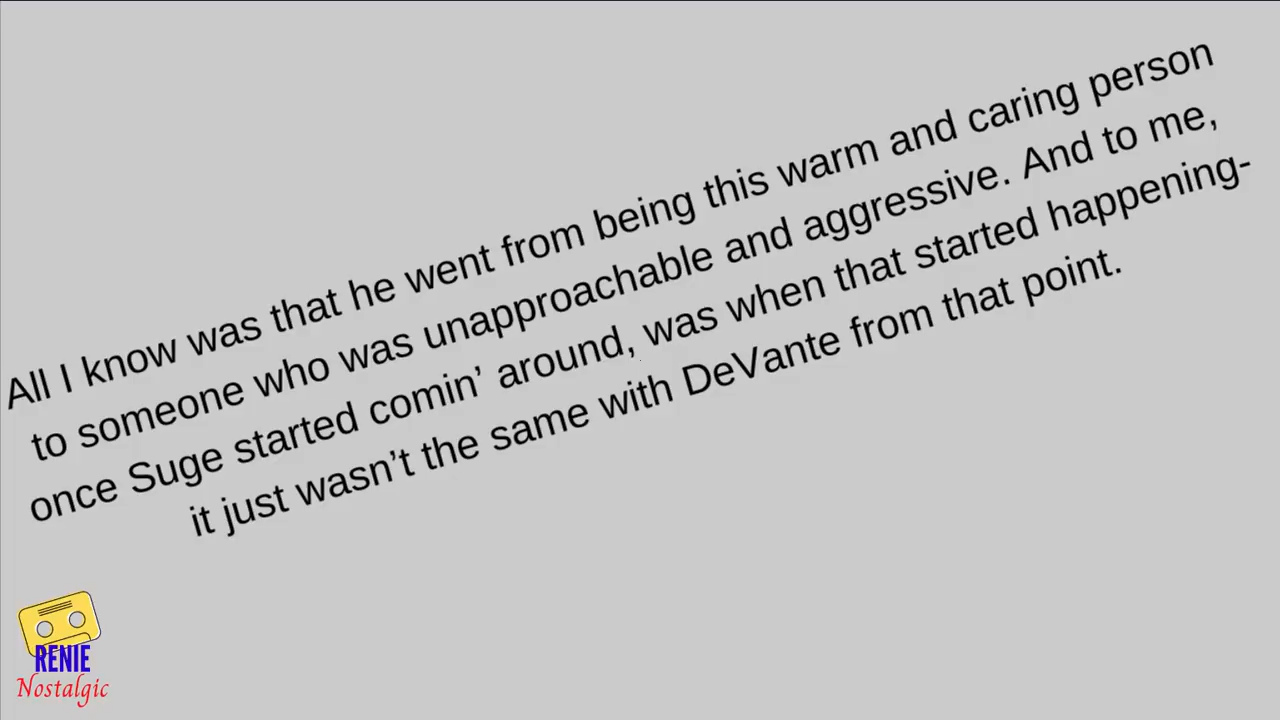 All I know was that he went from being this warm and caring person
to someone who was unapproachable and aggressive. And to me,
once Suge started comin’ around, was when that started happening-
it just wasn’t the same with DeVante from that point.
RENIE
Nostalgic